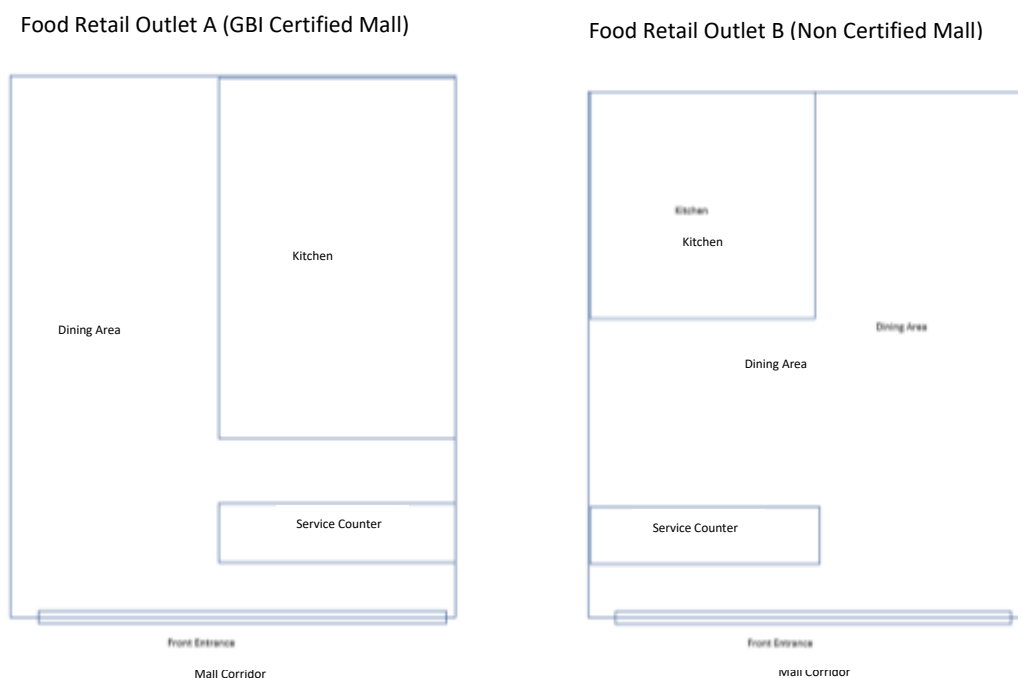 Food Retail Outlet A (GBI Certified Mall)
Kitchen
Dining Area
Service Counter
Front Entrance
Mall Corridor
Food Retail Outlet B (Non Certified Mall)
Kitchen
Kitchen
Dining Area
Dining Area
Service Counter
Front Entrance
Mall Corridor